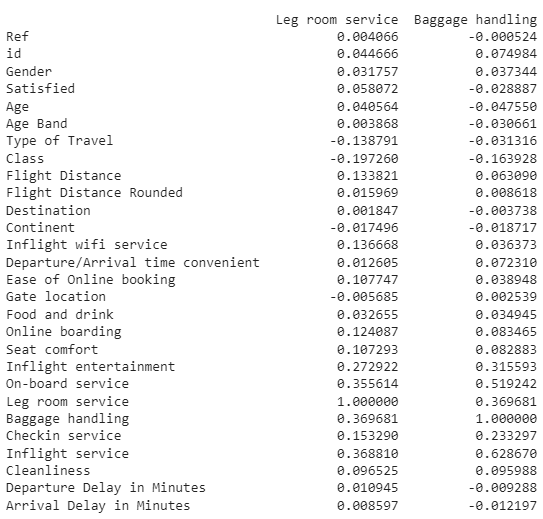 Leg room service Baggage handling
Ref 0.004066 -0.000524
id 0.044666 0.074984
Gender 0.031757 0.037344
Satisfied 0.058072 -0.028887
Age 0.040564 -0.047550
Age Band 0.003868 -0.030661
Type of Travel -0.138791 -0.031316
Class -0.197260 -0.163928
Flight Distance 0.133821 0.063090
Flight Distance Rounded 0.015969 0.008618
Destination 0.001847 -0.003738
Continent -0.017496 -0.018717
Inflight wifi service 0.136668 0.036373
Departure/Arrival time convenient 0.012605 0.072310
Ease of Online booking 0.107747 0.038948
Gate location -0.005685 0.002539
Food and drink 0.032655 0.034945
Online boarding 0.124087 0.083465
Seat comfort 0.107293 0.082883
Inflight entertainment 0.272922 0.315593
On-board service 0.355614 0.519242
Leg room service 1.000000 0.369681
Baggage handling 0.369681 1.000000
Checkin service 0.153290 0.233297
Inflight service 0.368810 0.628670
Cleanliness 0.096525 0.095988
Departure Delay in Minutes 0.010945 -0.009288
Arrival Delay in Minutes 0.008597 -0.012197